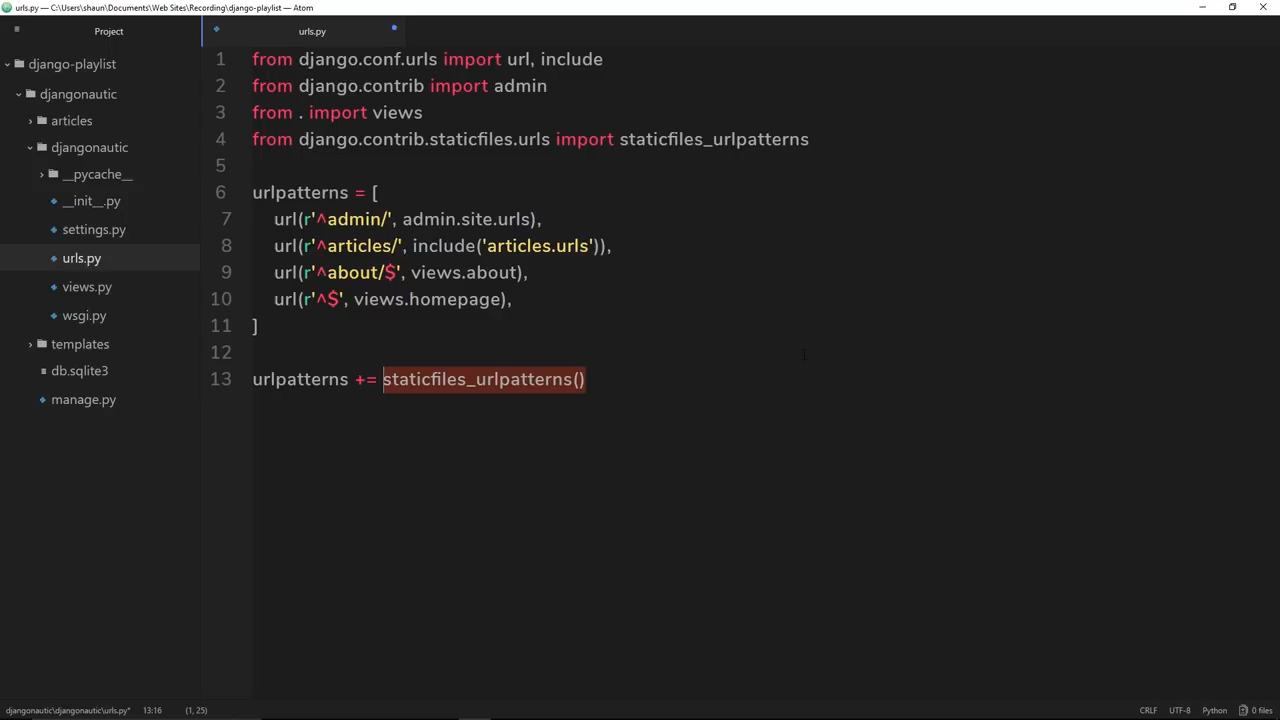 urls.py — C:\Users\shaun\Documents\Web Sites\Recording\django-playlist — Atom
Project
urls.py
django-playlist
djangonautic
articles
djangonautic
__pycache__
__init__.py
settings.py
urls.py
views.py
wsgi.py
templates
db.sqlite3
manage.py
1 from django.conf.urls import url, include
2 from django.contrib import admin
3 from . import views
4 from django.contrib.staticfiles.urls import staticfiles_urlpatterns
5
6 urlpatterns = [
7 url(r'^admin/', admin.site.urls),
8 url(r'^articles/', include('articles.urls')),
9 url(r'^about/$', views.about),
10 url(r'^$', views.homepage),
11 ]
12
13 urlpatterns += staticfiles_urlpatterns()
djangonautic\djangonautic\urls.py* 13:16 (1, 25) CRLF UTF-8 Python 0 files